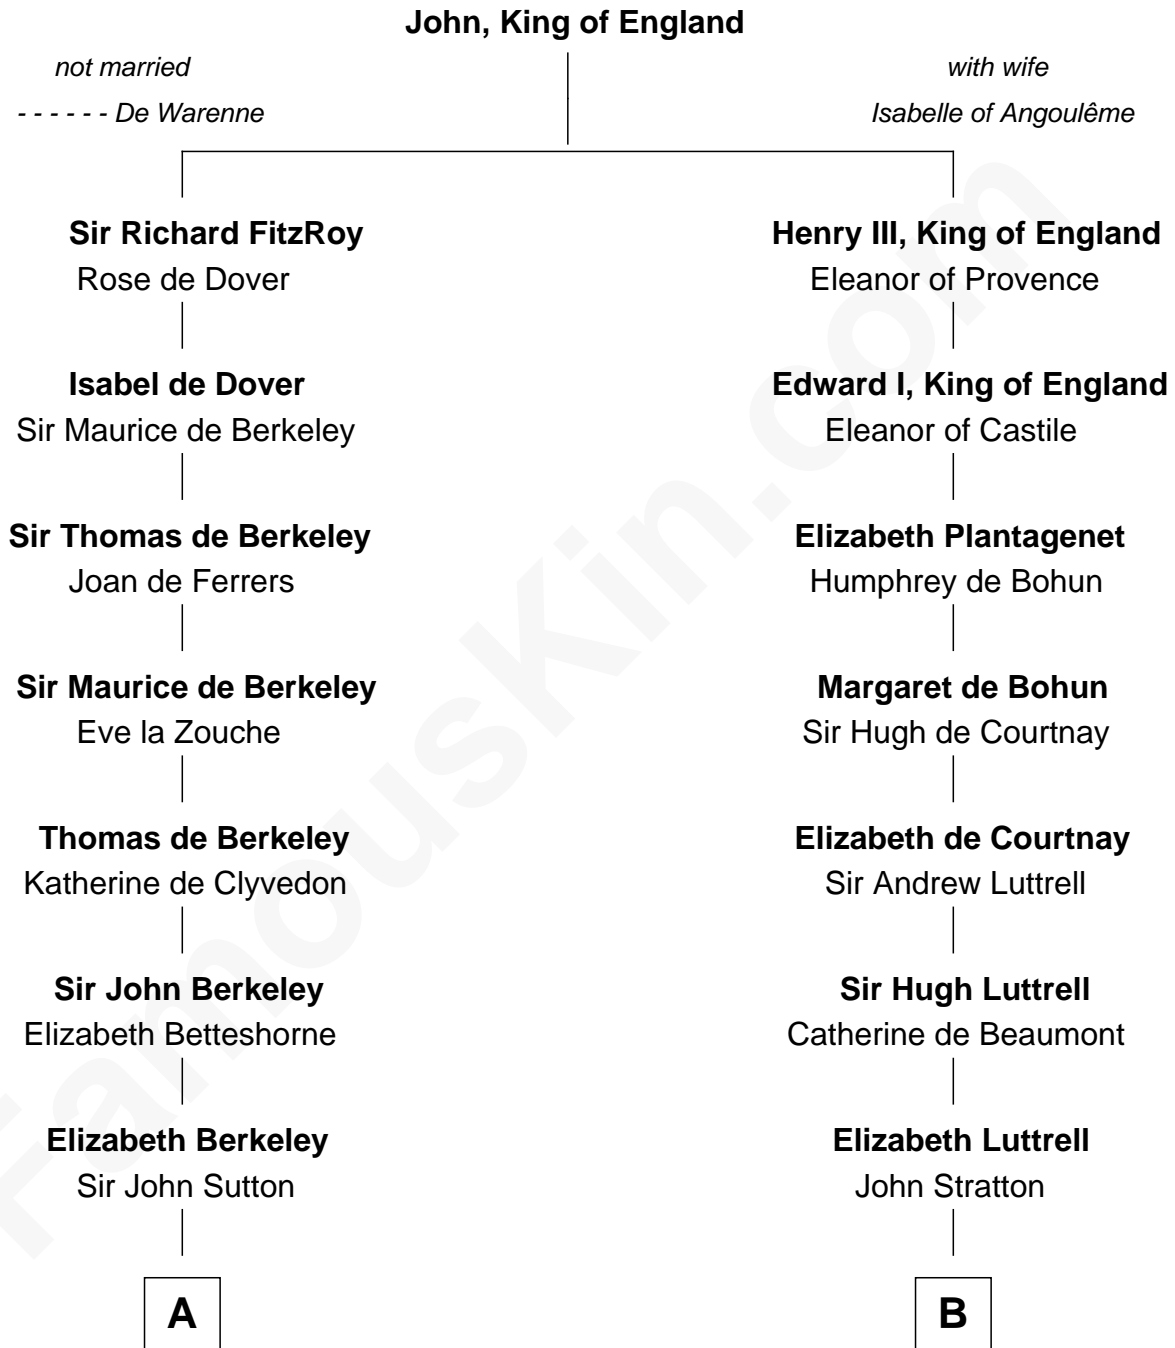 John, King of England
not married
- - - - - - De Warenne
with wife
Isabelle of Angoulême
Sir Richard FitzRoy
Rose de Dover
Isabel de Dover
Sir Maurice de Berkeley
Sir Thomas de Berkeley
Joan de Ferrers
Sir Maurice de Berkeley
Eve la Zouche
Thomas de Berkeley
Katherine de Clyvedon
Sir John Berkeley
Elizabeth Betteshorne
Elizabeth Berkeley
Sir John Sutton
A
Henry III, King of England
Eleanor of Provence
Edward I, King of England
Eleanor of Castile
Elizabeth Plantagenet
Humphrey de Bohun
Margaret de Bohun
Sir Hugh de Courtnay
Elizabeth de Courtnay
Sir Andrew Luttrell
Sir Hugh Luttrell
Catherine de Beaumont
Elizabeth Luttrell
John Stratton
B
FamousKin.com